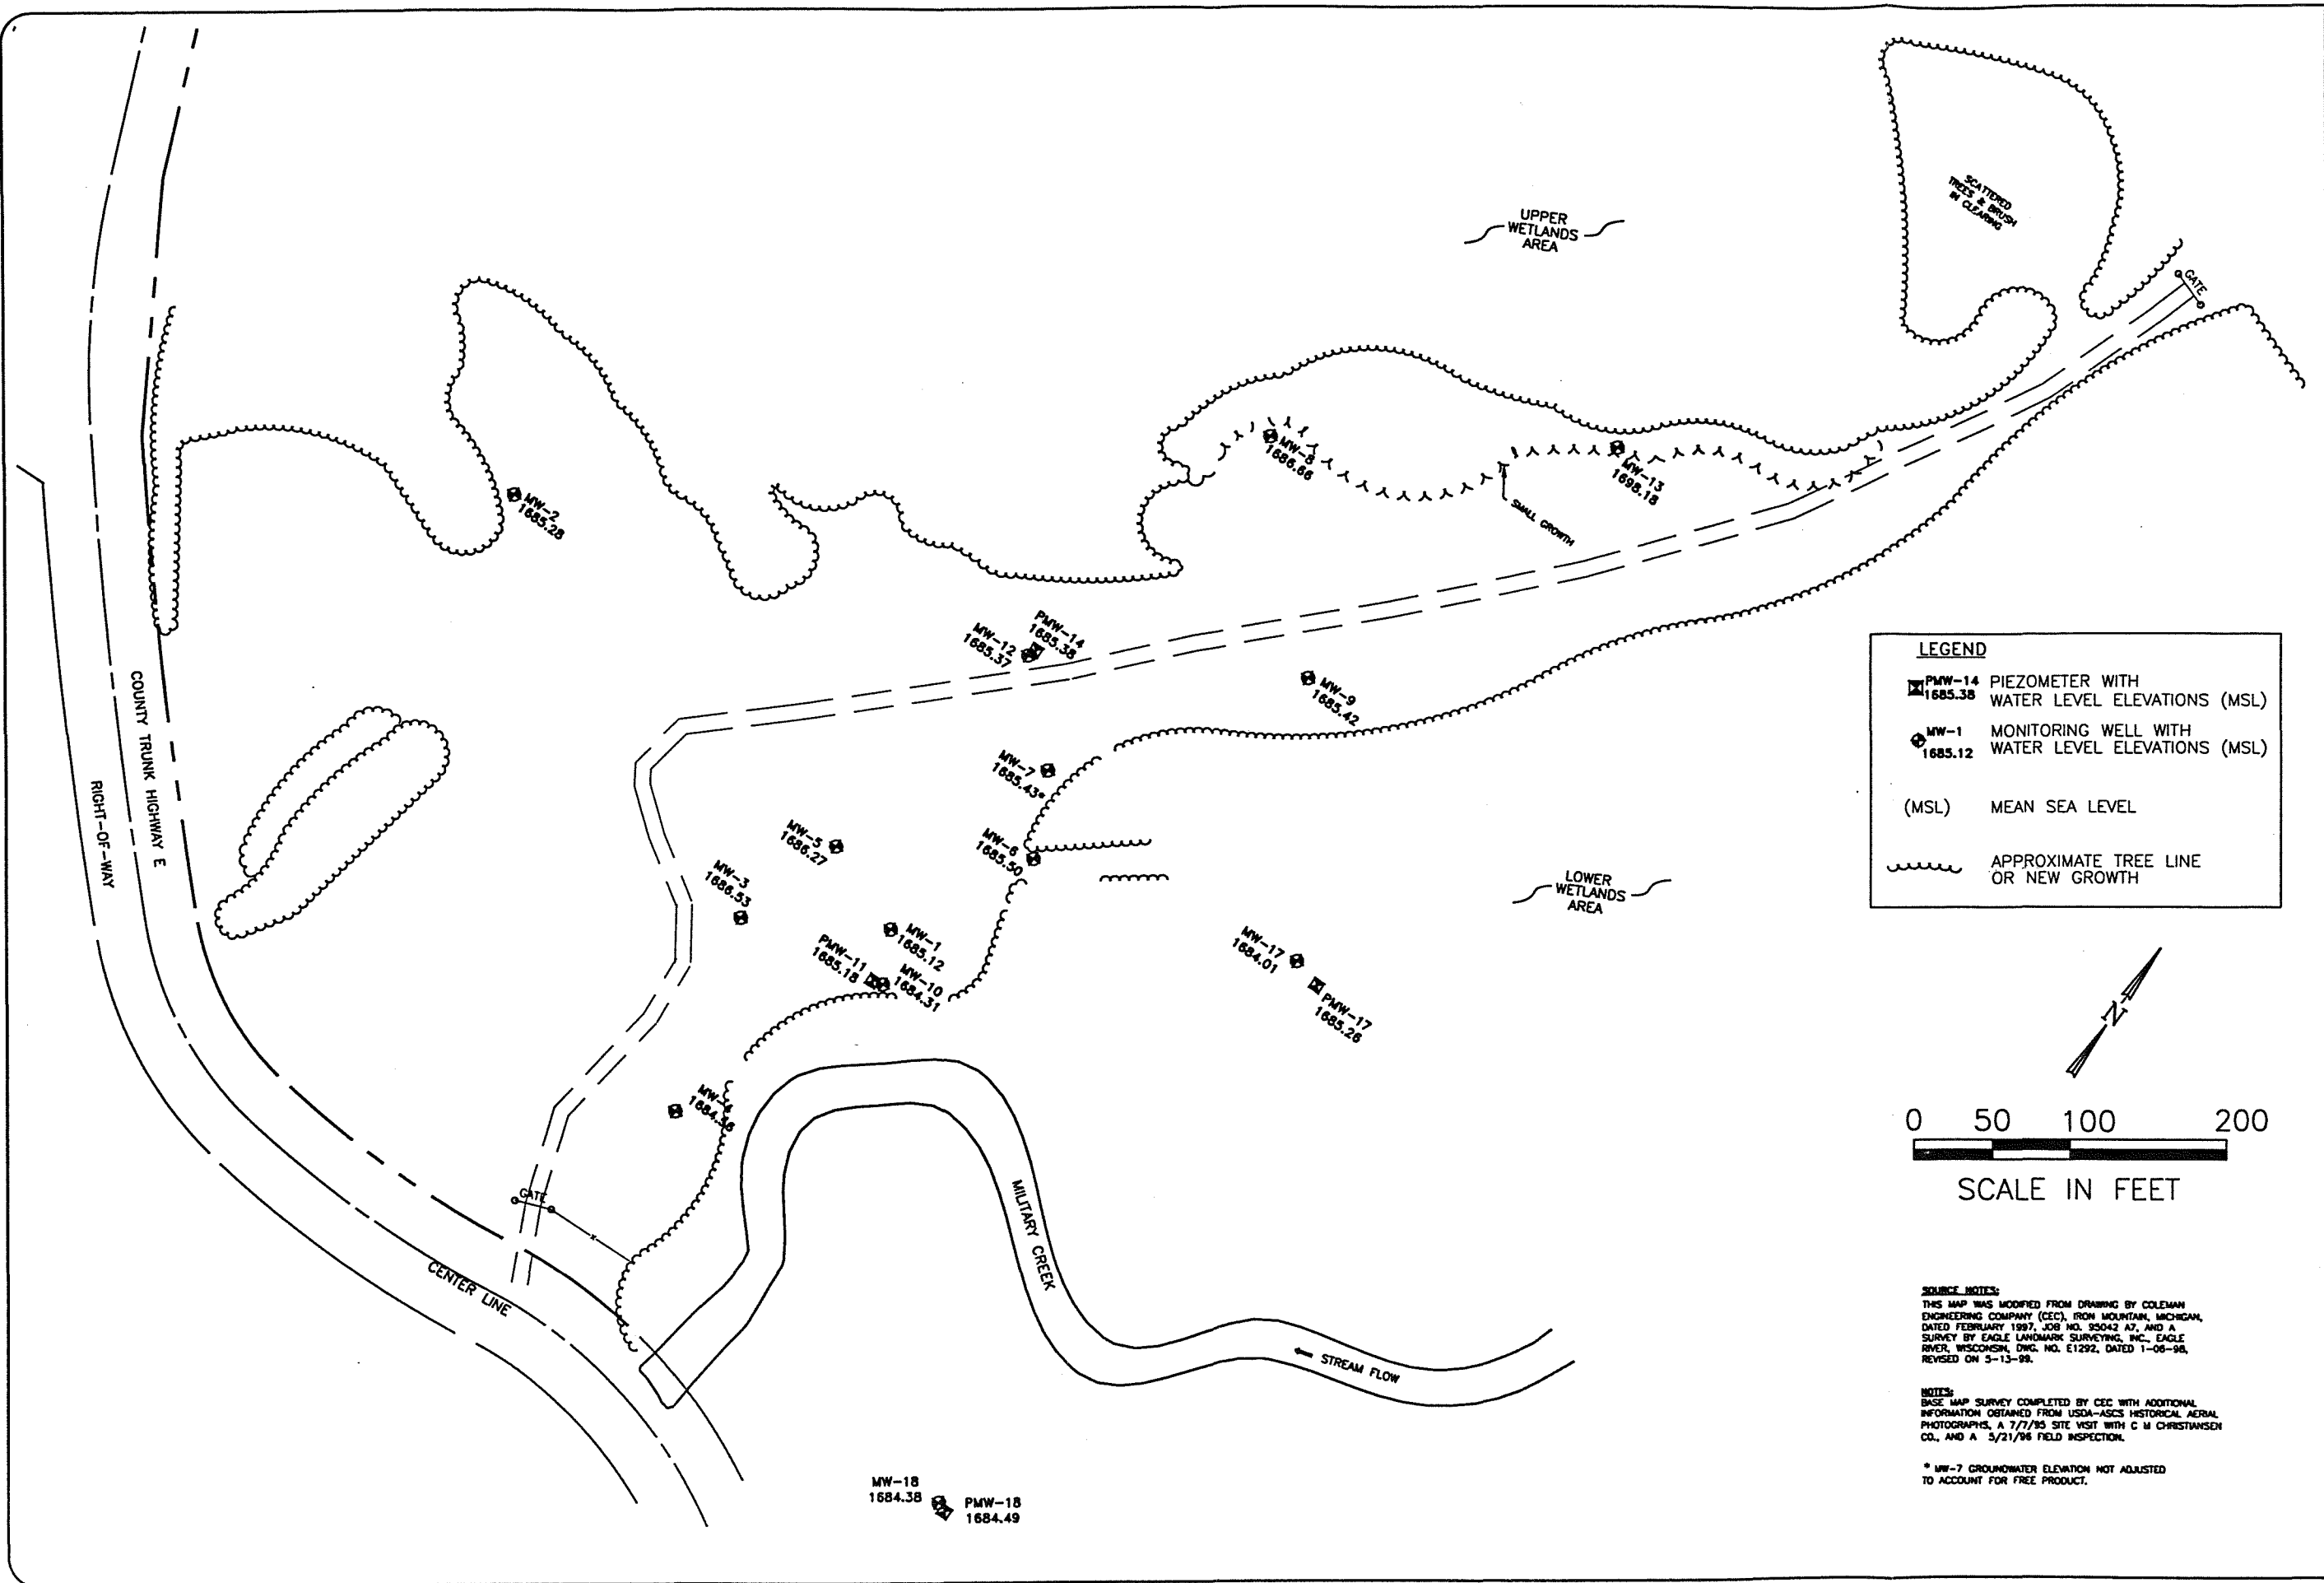 UPPER
WETLANDS
AREA
SCATTERED
TREES & BRUSH
IN CLEARING
GATE
MW-8
1686.66
MW-13
1698.18
SMALL GROWTH
MW-2
1685.28
PMW-14
1685.38
MW-12
1685.37
MW-9
1685.42
MW-7
1685.43*
MW-5
1686.27
MW-6
1685.50
MW-3
1686.53
MW-1
1685.12
PMW-11
1685.18
MW-10
1684.31
MW-17
1684.01
PMW-17
1685.26
LOWER
WETLANDS
AREA
COUNTY TRUNK HIGHWAY E
RIGHT-OF-WAY
MW-4
1684.36
GATE
CENTER LINE
MILITARY CREEK
STREAM FLOW
MW-18
1684.38
PMW-18
1684.49
LEGEND
PMW-14
1685.38
PIEZOMETER WITH
WATER LEVEL ELEVATIONS (MSL)
MW-1
1685.12
MONITORING WELL WITH
WATER LEVEL ELEVATIONS (MSL)
(MSL) MEAN SEA LEVEL
APPROXIMATE TREE LINE
OR NEW GROWTH
N
0 50 100 200
SCALE IN FEET
SOURCE NOTES:
THIS MAP WAS MODIFIED FROM DRAWING BY COLEMAN
ENGINEERING COMPANY (CEC), IRON MOUNTAIN, MICHIGAN,
DATED FEBRUARY 1997, JOB NO. 95042 A7, AND A
SURVEY BY EAGLE LANDMARK SURVEYING, INC., EAGLE
RIVER, WISCONSIN, DWG. NO. E1292, DATED 1-06-98,
REVISED ON 5-13-99.
NOTES:
BASE MAP SURVEY COMPLETED BY CEC WITH ADDITIONAL
INFORMATION OBTAINED FROM USDA-ASCS HISTORICAL AERIAL
PHOTOGRAPHS, A 7/7/95 SITE VISIT WITH C M CHRISTIANSEN
CO., AND A 5/21/96 FIELD INSPECTION.
* MW-7 GROUNDWATER ELEVATION NOT ADJUSTED
TO ACCOUNT FOR FREE PRODUCT.